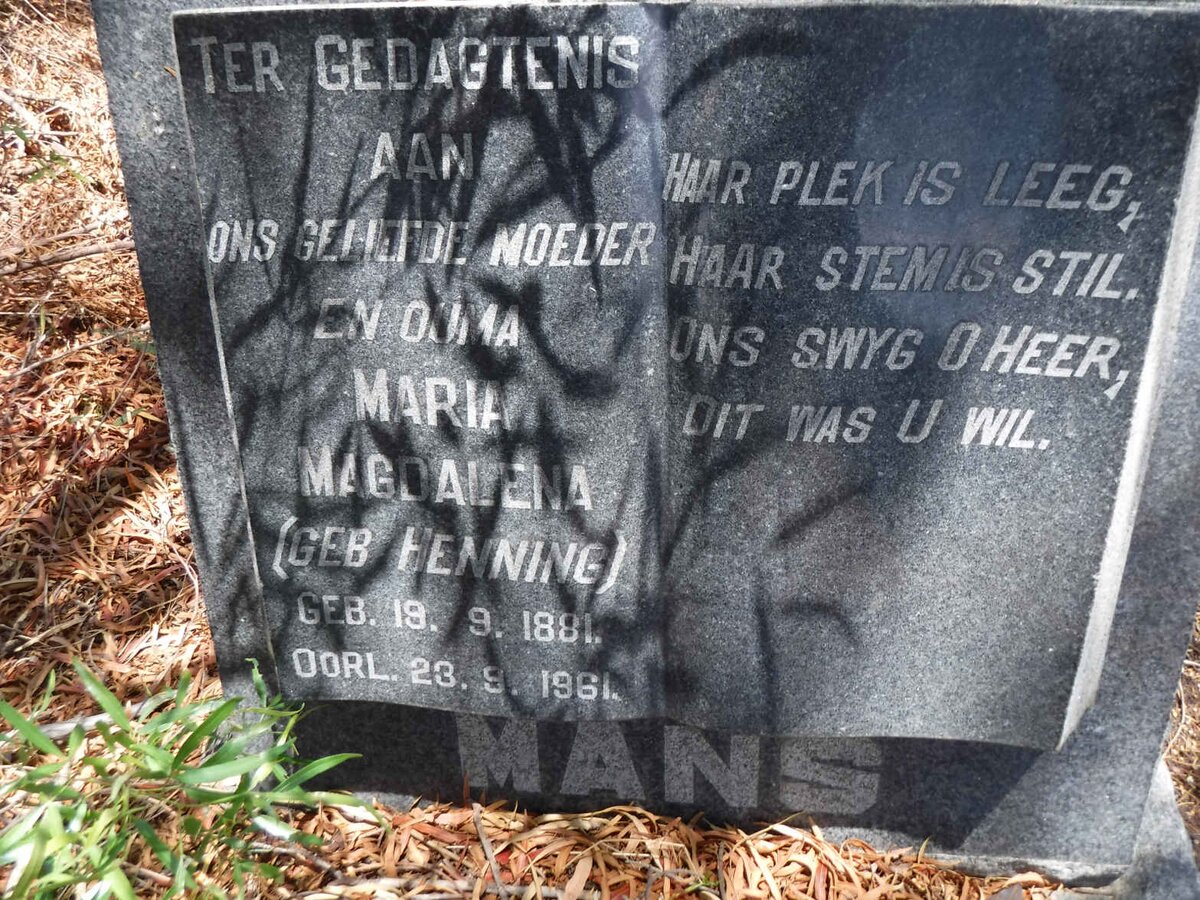 TER GEDAGTENIS
AAN
ONS GELIEFDE MOEDER
EN OUMA
MARIA
MAGDALENA
(GEB HENNING)
GEB. 19. 9. 1881.
OORL. 23. 9. 1961.
HAAR PLEK IS LEEG,
HAAR STEM IS STIL.
ONS SWYG O HEER,
DIT WAS U WIL.
MANS